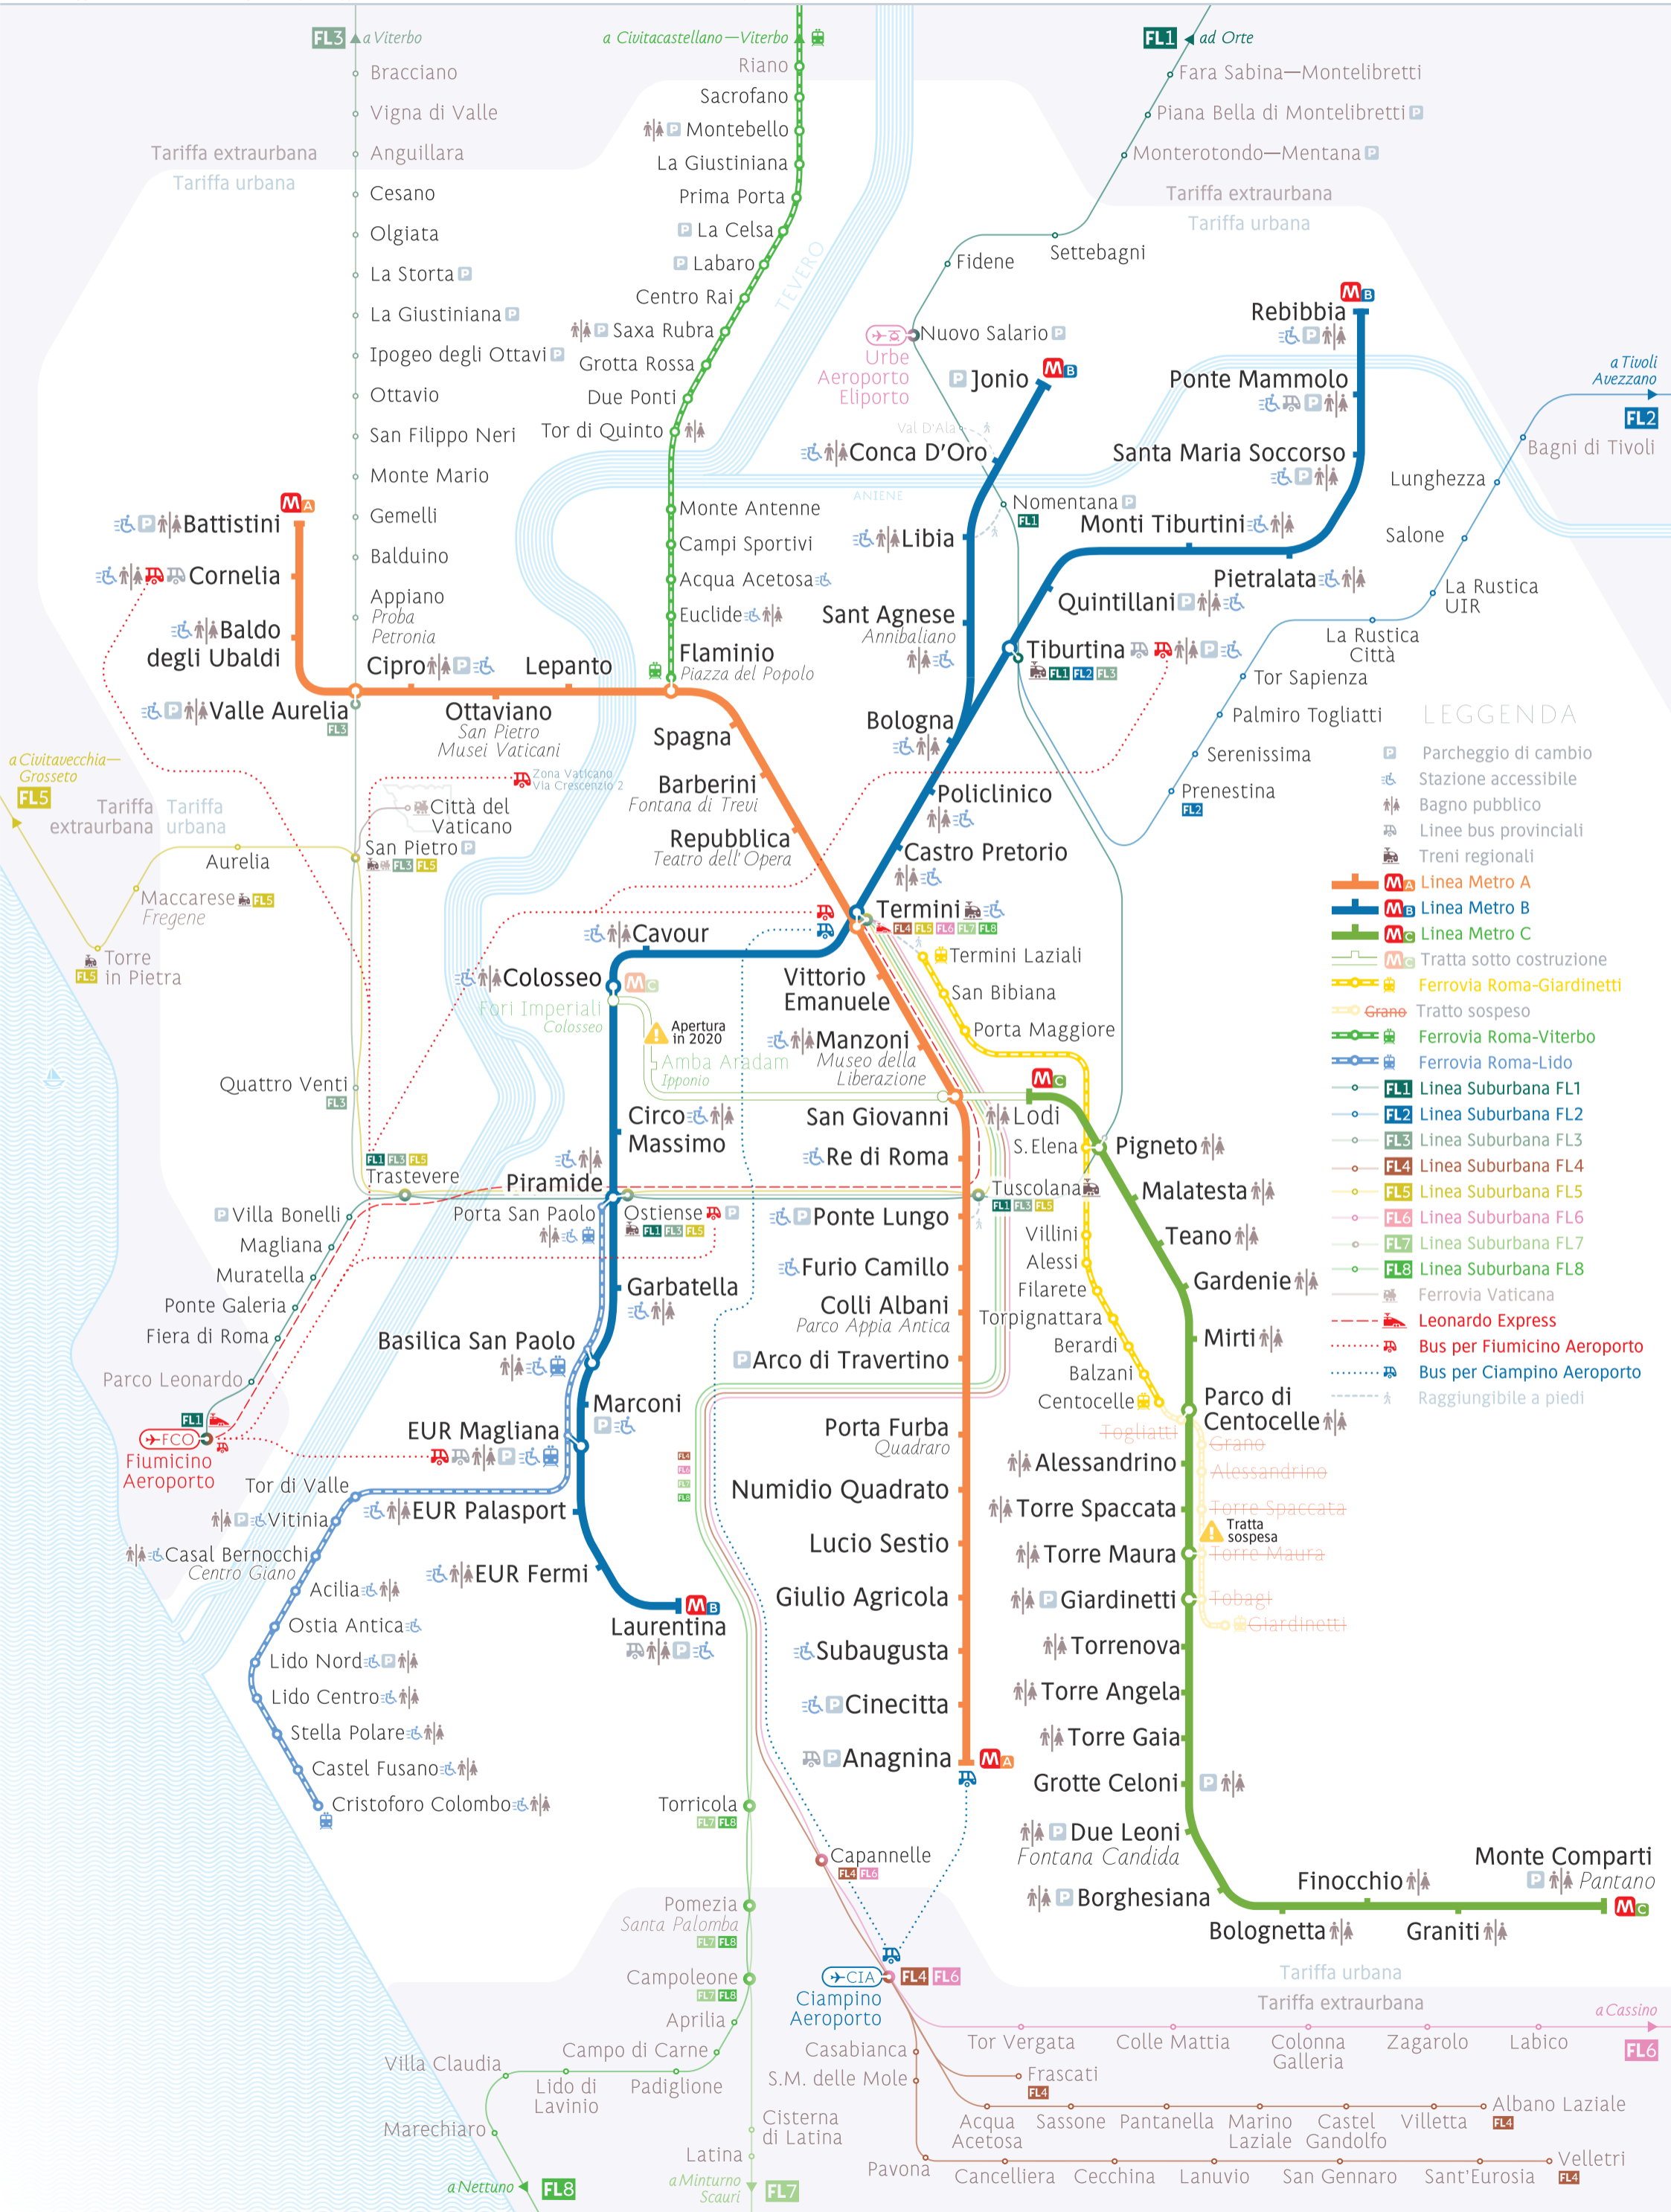 FL3 a Viterbo
Bracciano
Vigna di Valle
Anguillara
Tariffa extraurbana
Tariffa urbana
Cesano
Olgiata
La Storta P
La Giustiniana P
Ipogeo degli Ottavi P
Ottavio
San Filippo Neri
Monte Mario
Gemelli
Balduino
Appiano
Proba
Petronia
a Civitacastellano—Viterbo
Riano
Sacrofano
P Montebello
La Giustiniana
Prima Porta
P La Celsa
P Labaro
Centro Rai
P Saxa Rubra
Grotta Rossa
Due Ponti
Tor di Quinto
Monte Antenne
Campi Sportivi
Acqua Acetosa
Euclide
Flaminio
Piazza del Popolo
TEVERO
ANIENE
FL1 ad Orte
Fara Sabina—Montelibretti
Piana Bella di Montelibretti P
Monterotondo—Mentana P
Tariffa extraurbana
Tariffa urbana
Settebagni
Fidene
Nuovo Salario P
Urbe
Aeroporto
Eliporto
Val D'Ala
Nomentana P
FL1
M B
P Jonio
Conca D'Oro
Libia
Sant Agnese
Annibaliano
Bologna
M B
Rebibbia
P
Ponte Mammolo
P
Santa Maria Soccorso
P
Monti Tiburtini
Pietralata
Quintillani P
Tiburtina P
FL1 FL2 FL3
a Tivoli
Avezzano
FL2
Bagni di Tivoli
Lunghezza
Salone
La Rustica
UIR
La Rustica
Città
Tor Sapienza
Palmiro Togliatti
Serenissima
Prenestina
FL2
M A
P Battistini
Cornelia
Baldo
degli Ubaldi
Cipro P
Lepanto
P Valle Aurelia
FL3
Ottaviano
San Pietro
Musei Vaticani
Spagna
Barberini
Fontana di Trevi
Repubblica
Teatro dell'Opera
Policlinico
Castro Pretorio
Termini
FL4 FL5 FL6 FL7 FL8
a Civitavecchia—
Grosseto
FL5
Tariffa
extraurbana
Tariffa
urbana
Aurelia
Maccarese FL5
Fregene
Torre
in Pietra
FL5
Zona Vaticano
Via Crescenzio 2
Città del
Vaticano
San Pietro P
FL3 FL5
Quattro Venti
FL3
FL1 FL3 FL5
Trastevere
Cavour
Colosseo
M C
Fori Imperiali
Colosseo
Apertura
in 2020
Amba Aradam
Ipponio
Circo
Massimo
Piramide
Porta San Paolo
Ostiense P
FL1 FL3 FL5
Garbatella
Basilica San Paolo
Marconi
P
EUR Magliana
P
EUR Palasport
EUR Fermi
M B
Laurentina
P
Vittorio
Emanuele
Manzoni
Museo della
Liberazione
San Giovanni
Re di Roma
P Ponte Lungo
Furio Camillo
Colli Albani
Parco Appia Antica
P Arco di Travertino
Porta Furba
Quadraro
Numidio Quadrato
Lucio Sestio
Giulio Agricola
Subaugusta
P Cinecitta
P Anagnina
M A
Termini Laziali
San Bibiana
Porta Maggiore
M C
Lodi
S.Elena
Pigneto
Tuscolana
FL1 FL3 FL5
Villini
Alessi
Filarete
Torpignattara
Berardi
Balzani
Centocelle
Togliatti
Grano
Alessandrino
Torre Spaccata
Tratta
sospesa
Torre Maura
Tobagi
Giardinetti
Malatesta
Teano
Gardenie
Mirti
Parco di
Centocelle
Alessandrino
Torre Spaccata
Torre Maura
P Giardinetti
Torrenova
Torre Angela
Torre Gaia
Grotte Celoni P
P Due Leoni
Fontana Candida
P Borghesiana
Bolognetta
Finocchio
Graniti
Monte Comparti
P Pantano
M C
P Villa Bonelli
Magliana
Muratella
Ponte Galeria
Fiera di Roma
Parco Leonardo
FL1
FCO
Fiumicino
Aeroporto
Tor di Valle
P Vitinia
Casal Bernocchi
Centro Giano
Acilia
Ostia Antica
Lido Nord P
Lido Centro
Stella Polare
Castel Fusano
Cristoforo Colombo
FL4
FL6
FL7
FL8
Torricola
FL7 FL8
Pomezia
Santa Palomba
FL7 FL8
Campoleone
FL7 FL8
Aprilia
Campo di Carne
Padiglione
Lido di
Lavinio
Villa Claudia
Marechiaro
a Nettuno FL8
Cisterna
di Latina
Latina
a Minturno
Scauri
FL7
Capannelle
FL4 FL6
CIA FL4 FL6
Ciampino
Aeroporto
Tariffa urbana
Tariffa extraurbana
a Cassino
FL6
Tor Vergata
Colle Mattia
Colonna
Galleria
Zagarolo
Labico
Casabianca
S.M. delle Mole
Frascati
FL4
Acqua
Acetosa
Sassone
Pantanella
Marino
Laziale
Castel
Gandolfo
Villetta
Albano Laziale
FL4
Pavona
Cancelliera
Cecchina
Lanuvio
San Gennaro
Sant'Eurosia
Velletri
FL4
LEGGENDA
P Parcheggio di cambio
Stazione accessibile
Bagno pubblico
Linee bus provinciali
Treni regionali
M A Linea Metro A
M B Linea Metro B
M C Linea Metro C
M C Tratta sotto costruzione
Ferrovia Roma-Giardinetti
Grano Tratto sospeso
Ferrovia Roma-Viterbo
Ferrovia Roma-Lido
FL1 Linea Suburbana FL1
FL2 Linea Suburbana FL2
FL3 Linea Suburbana FL3
FL4 Linea Suburbana FL4
FL5 Linea Suburbana FL5
FL6 Linea Suburbana FL6
FL7 Linea Suburbana FL7
FL8 Linea Suburbana FL8
Ferrovia Vaticana
Leonardo Express
Bus per Fiumicino Aeroporto
Bus per Ciampino Aeroporto
Raggiungibile a piedi